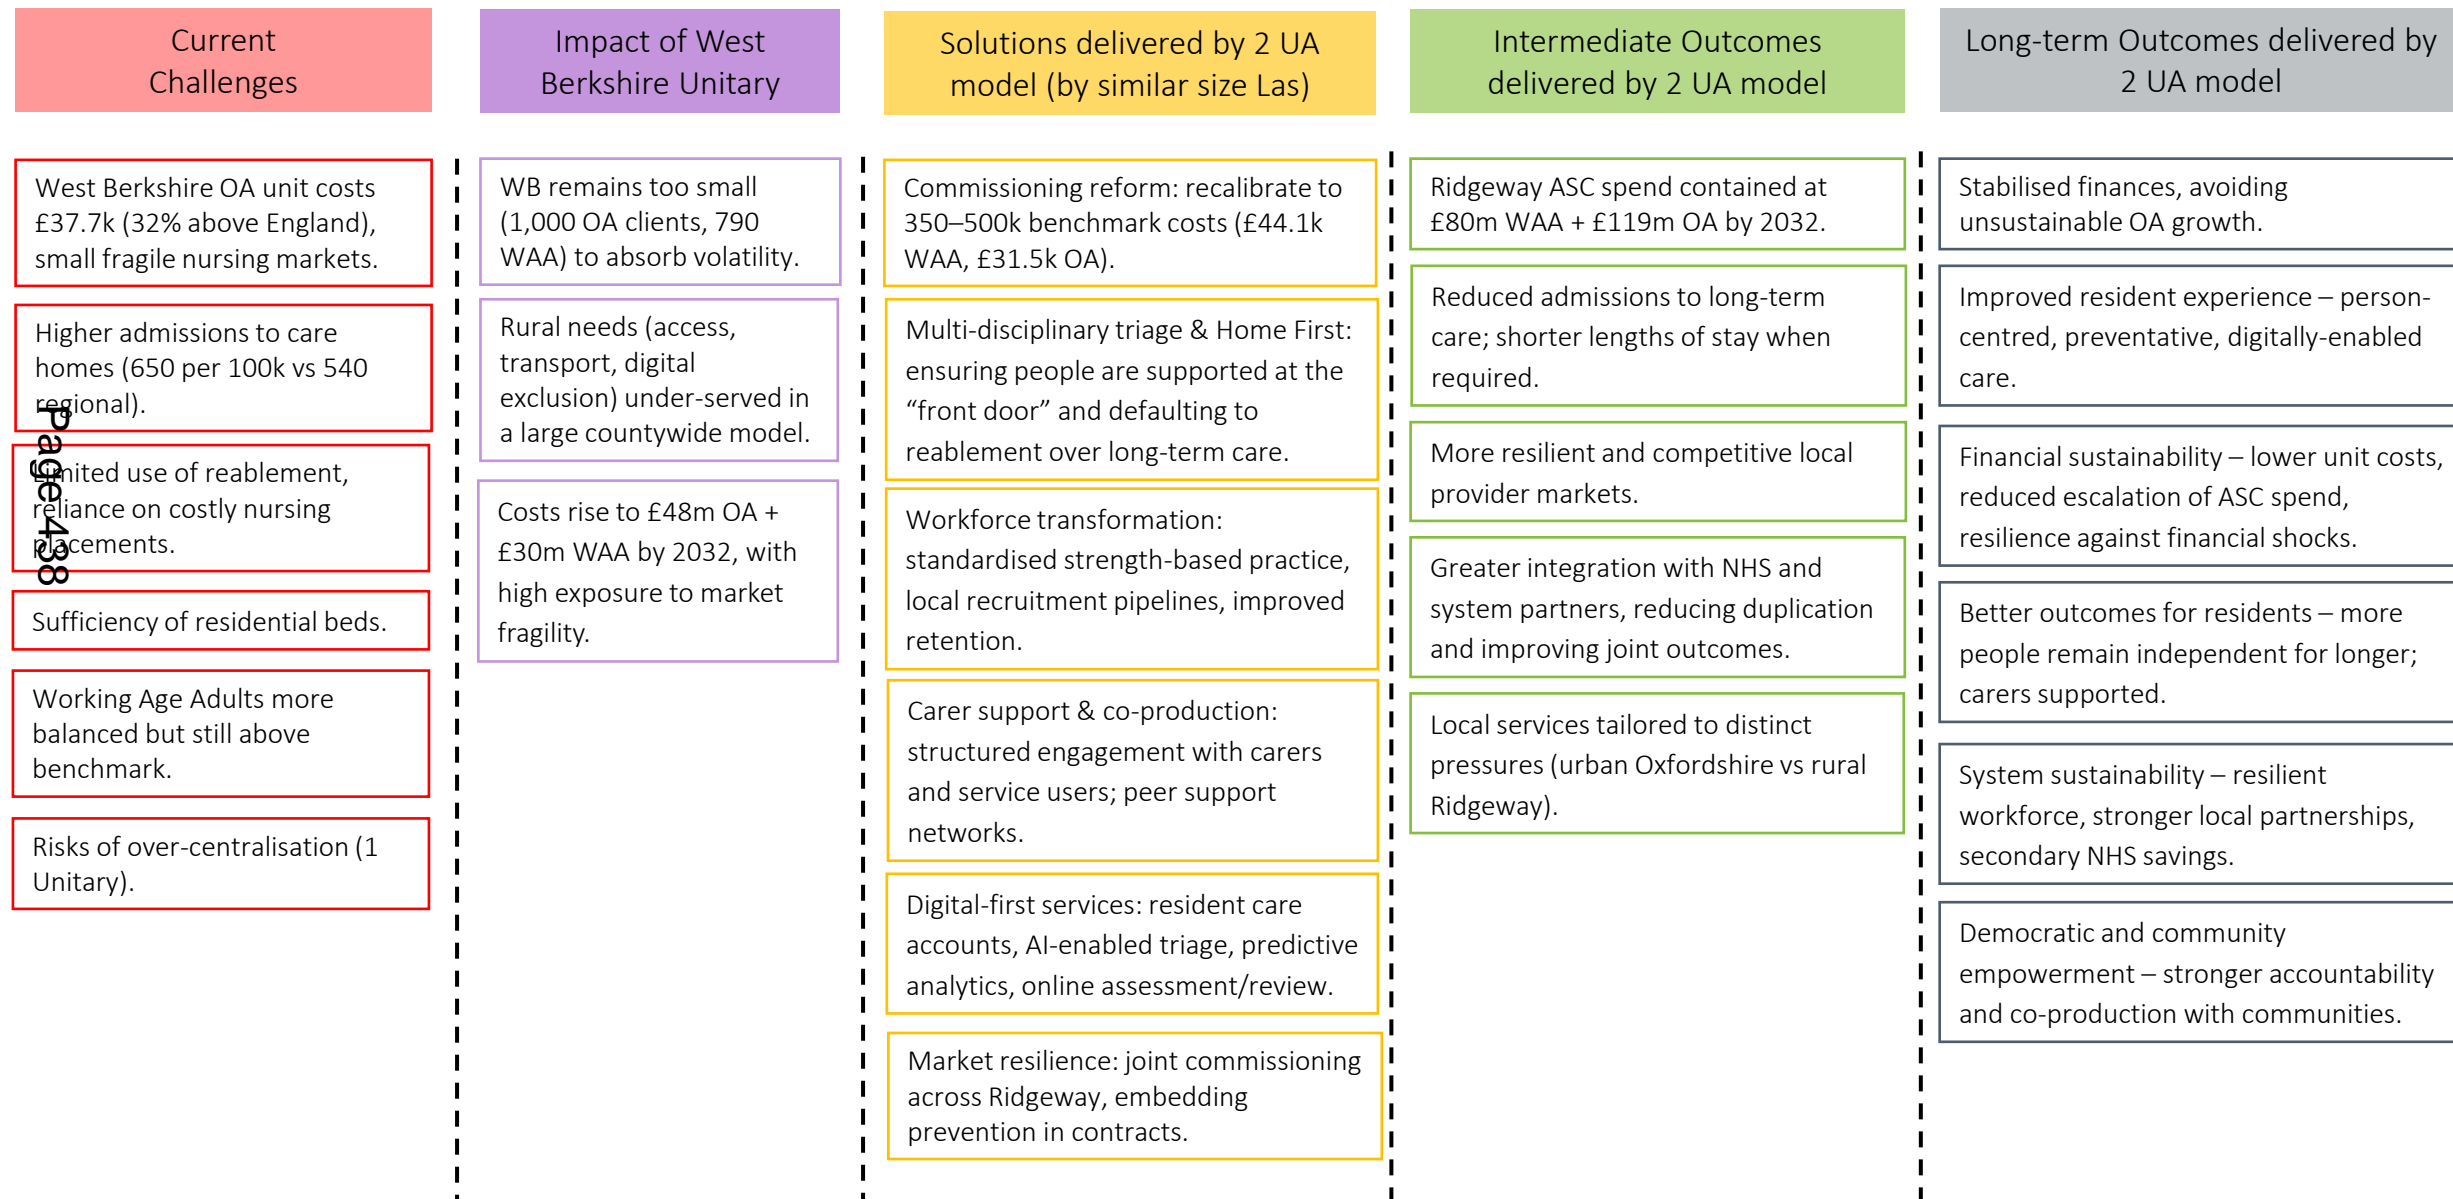 Current
Challenges
West Berkshire OA unit costs
£37.7k (32% above England),
small fragile nursing markets.
Higher admissions to care
homes (650 per 100k vs 540
regional).
Limited use of reablement,
reliance on costly nursing
placements.
Sufficiency of residential beds.
Working Age Adults more
balanced but still above
benchmark.
Risks of over-centralisation (1
Unitary).
Page 438
Impact of West
Berkshire Unitary
WB remains too small
(1,000 OA clients, 790
WAA) to absorb volatility.
Rural needs (access,
transport, digital
exclusion) under-served in
a large countywide model.
Costs rise to £48m OA +
£30m WAA by 2032, with
high exposure to market
fragility.
Solutions delivered by 2 UA
model (by similar size Las)
Commissioning reform: recalibrate to
350–500k benchmark costs (£44.1k
WAA, £31.5k OA).
Multi-disciplinary triage & Home First:
ensuring people are supported at the
“front door” and defaulting to
reablement over long-term care.
Workforce transformation:
standardised strength-based practice,
local recruitment pipelines, improved
retention.
Carer support & co-production:
structured engagement with carers
and service users; peer support
networks.
Digital-first services: resident care
accounts, AI-enabled triage, predictive
analytics, online assessment/review.
Market resilience: joint commissioning
across Ridgeway, embedding
prevention in contracts.
Intermediate Outcomes
delivered by 2 UA model
Ridgeway ASC spend contained at
£80m WAA + £119m OA by 2032.
Reduced admissions to long-term
care; shorter lengths of stay when
required.
More resilient and competitive local
provider markets.
Greater integration with NHS and
system partners, reducing duplication
and improving joint outcomes.
Local services tailored to distinct
pressures (urban Oxfordshire vs rural
Ridgeway).
Long-term Outcomes delivered by
2 UA model
Stabilised finances, avoiding
unsustainable OA growth.
Improved resident experience – person-
centred, preventative, digitally-enabled
care.
Financial sustainability – lower unit costs,
reduced escalation of ASC spend,
resilience against financial shocks.
Better outcomes for residents – more
people remain independent for longer;
carers supported.
System sustainability – resilient
workforce, stronger local partnerships,
secondary NHS savings.
Democratic and community
empowerment – stronger accountability
and co-production with communities.